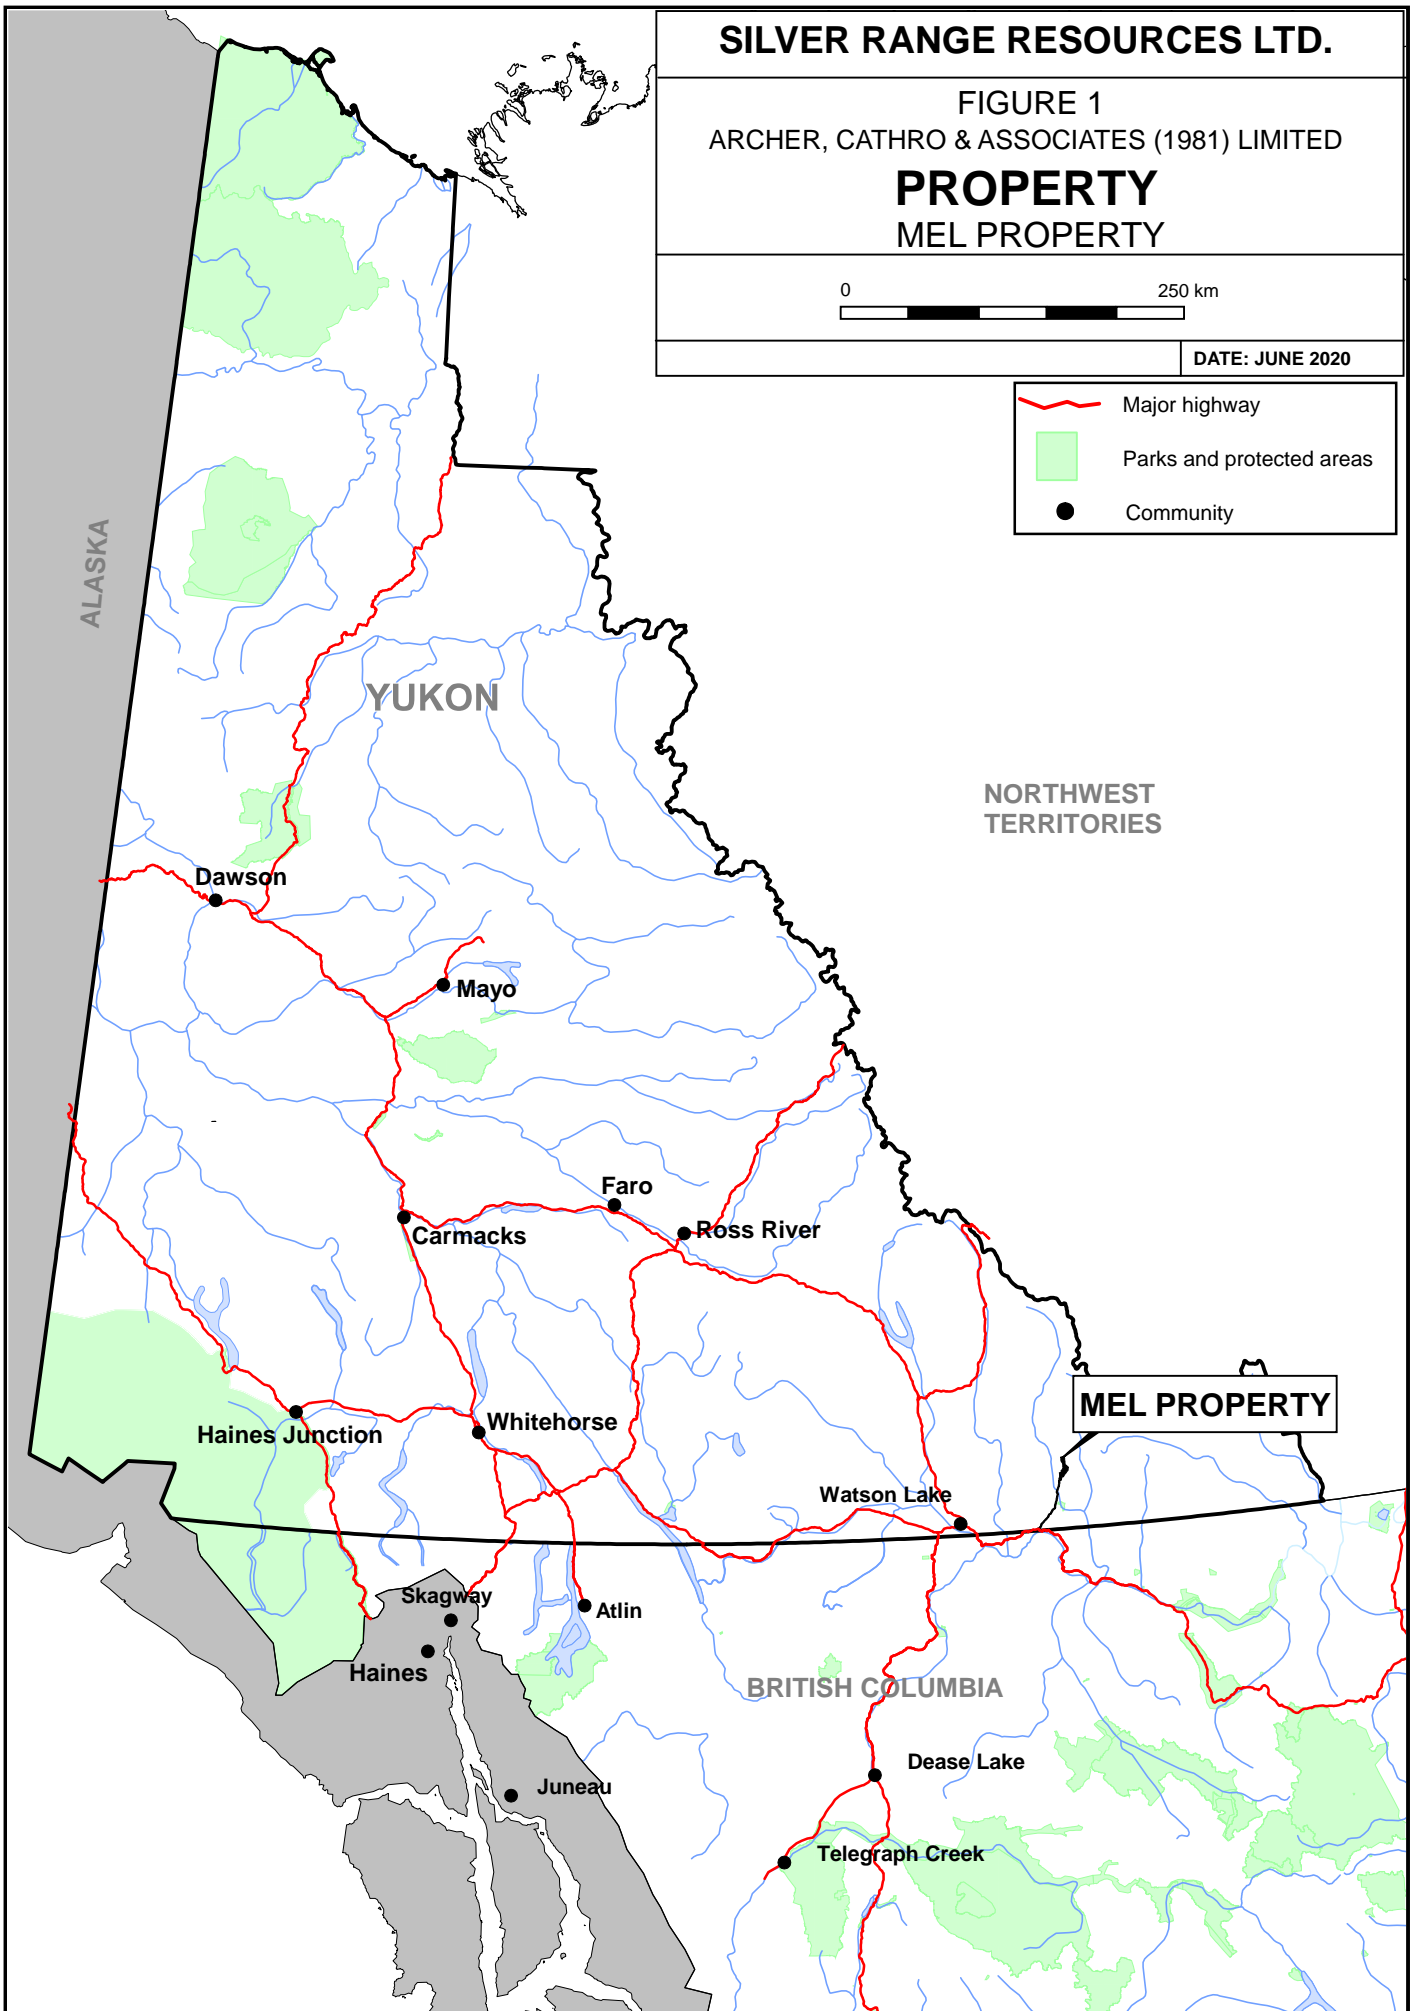 SILVER RANGE RESOURCES LTD.
FIGURE 1
ARCHER, CATHRO & ASSOCIATES (1981) LIMITED
PROPERTY
MEL PROPERTY
0 250 km
DATE: JUNE 2020
Major highway
Parks and protected areas
Community
ALASKA
YUKON
NORTHWEST
TERRITORIES
Dawson
Mayo
Faro
Ross River
Carmacks
MEL PROPERTY
Whitehorse
Haines Junction
Watson Lake
Skagway
Atlin
Haines
BRITISH COLUMBIA
Dease Lake
Juneau
Telegraph Creek